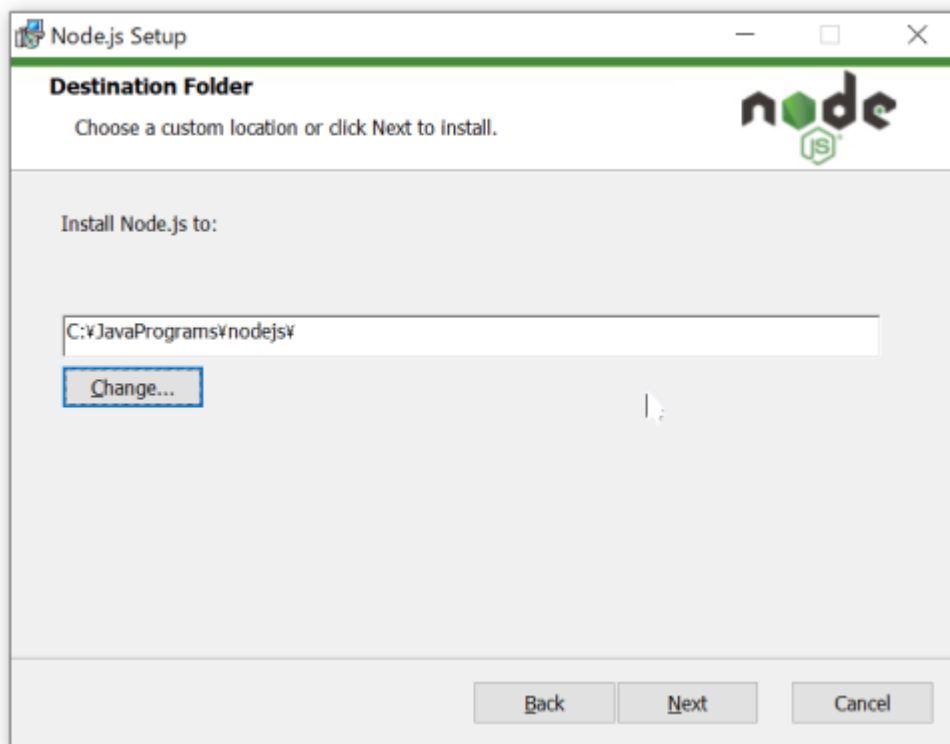 Node.js Setup
Destination Folder
Choose a custom location or click Next to install.
node
JS
Install Node.js to:
C:¥JavaPrograms¥nodejs¥
Change...
Back
Next
Cancel